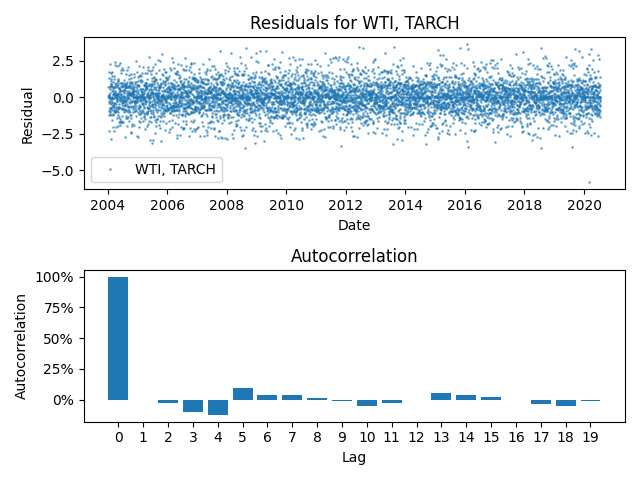 Residuals for WTI, TARCH
Residual
2.5
0.0
−2.5
−5.0
WTI, TARCH
2004 2006 2008 2010 2012 2014 2016 2018 2020
Date
Autocorrelation
Autocorrelation
100%
75%
50%
25%
0%
0 1 2 3 4 5 6 7 8 9 10 11 12 13 14 15 16 17 18 19
Lag